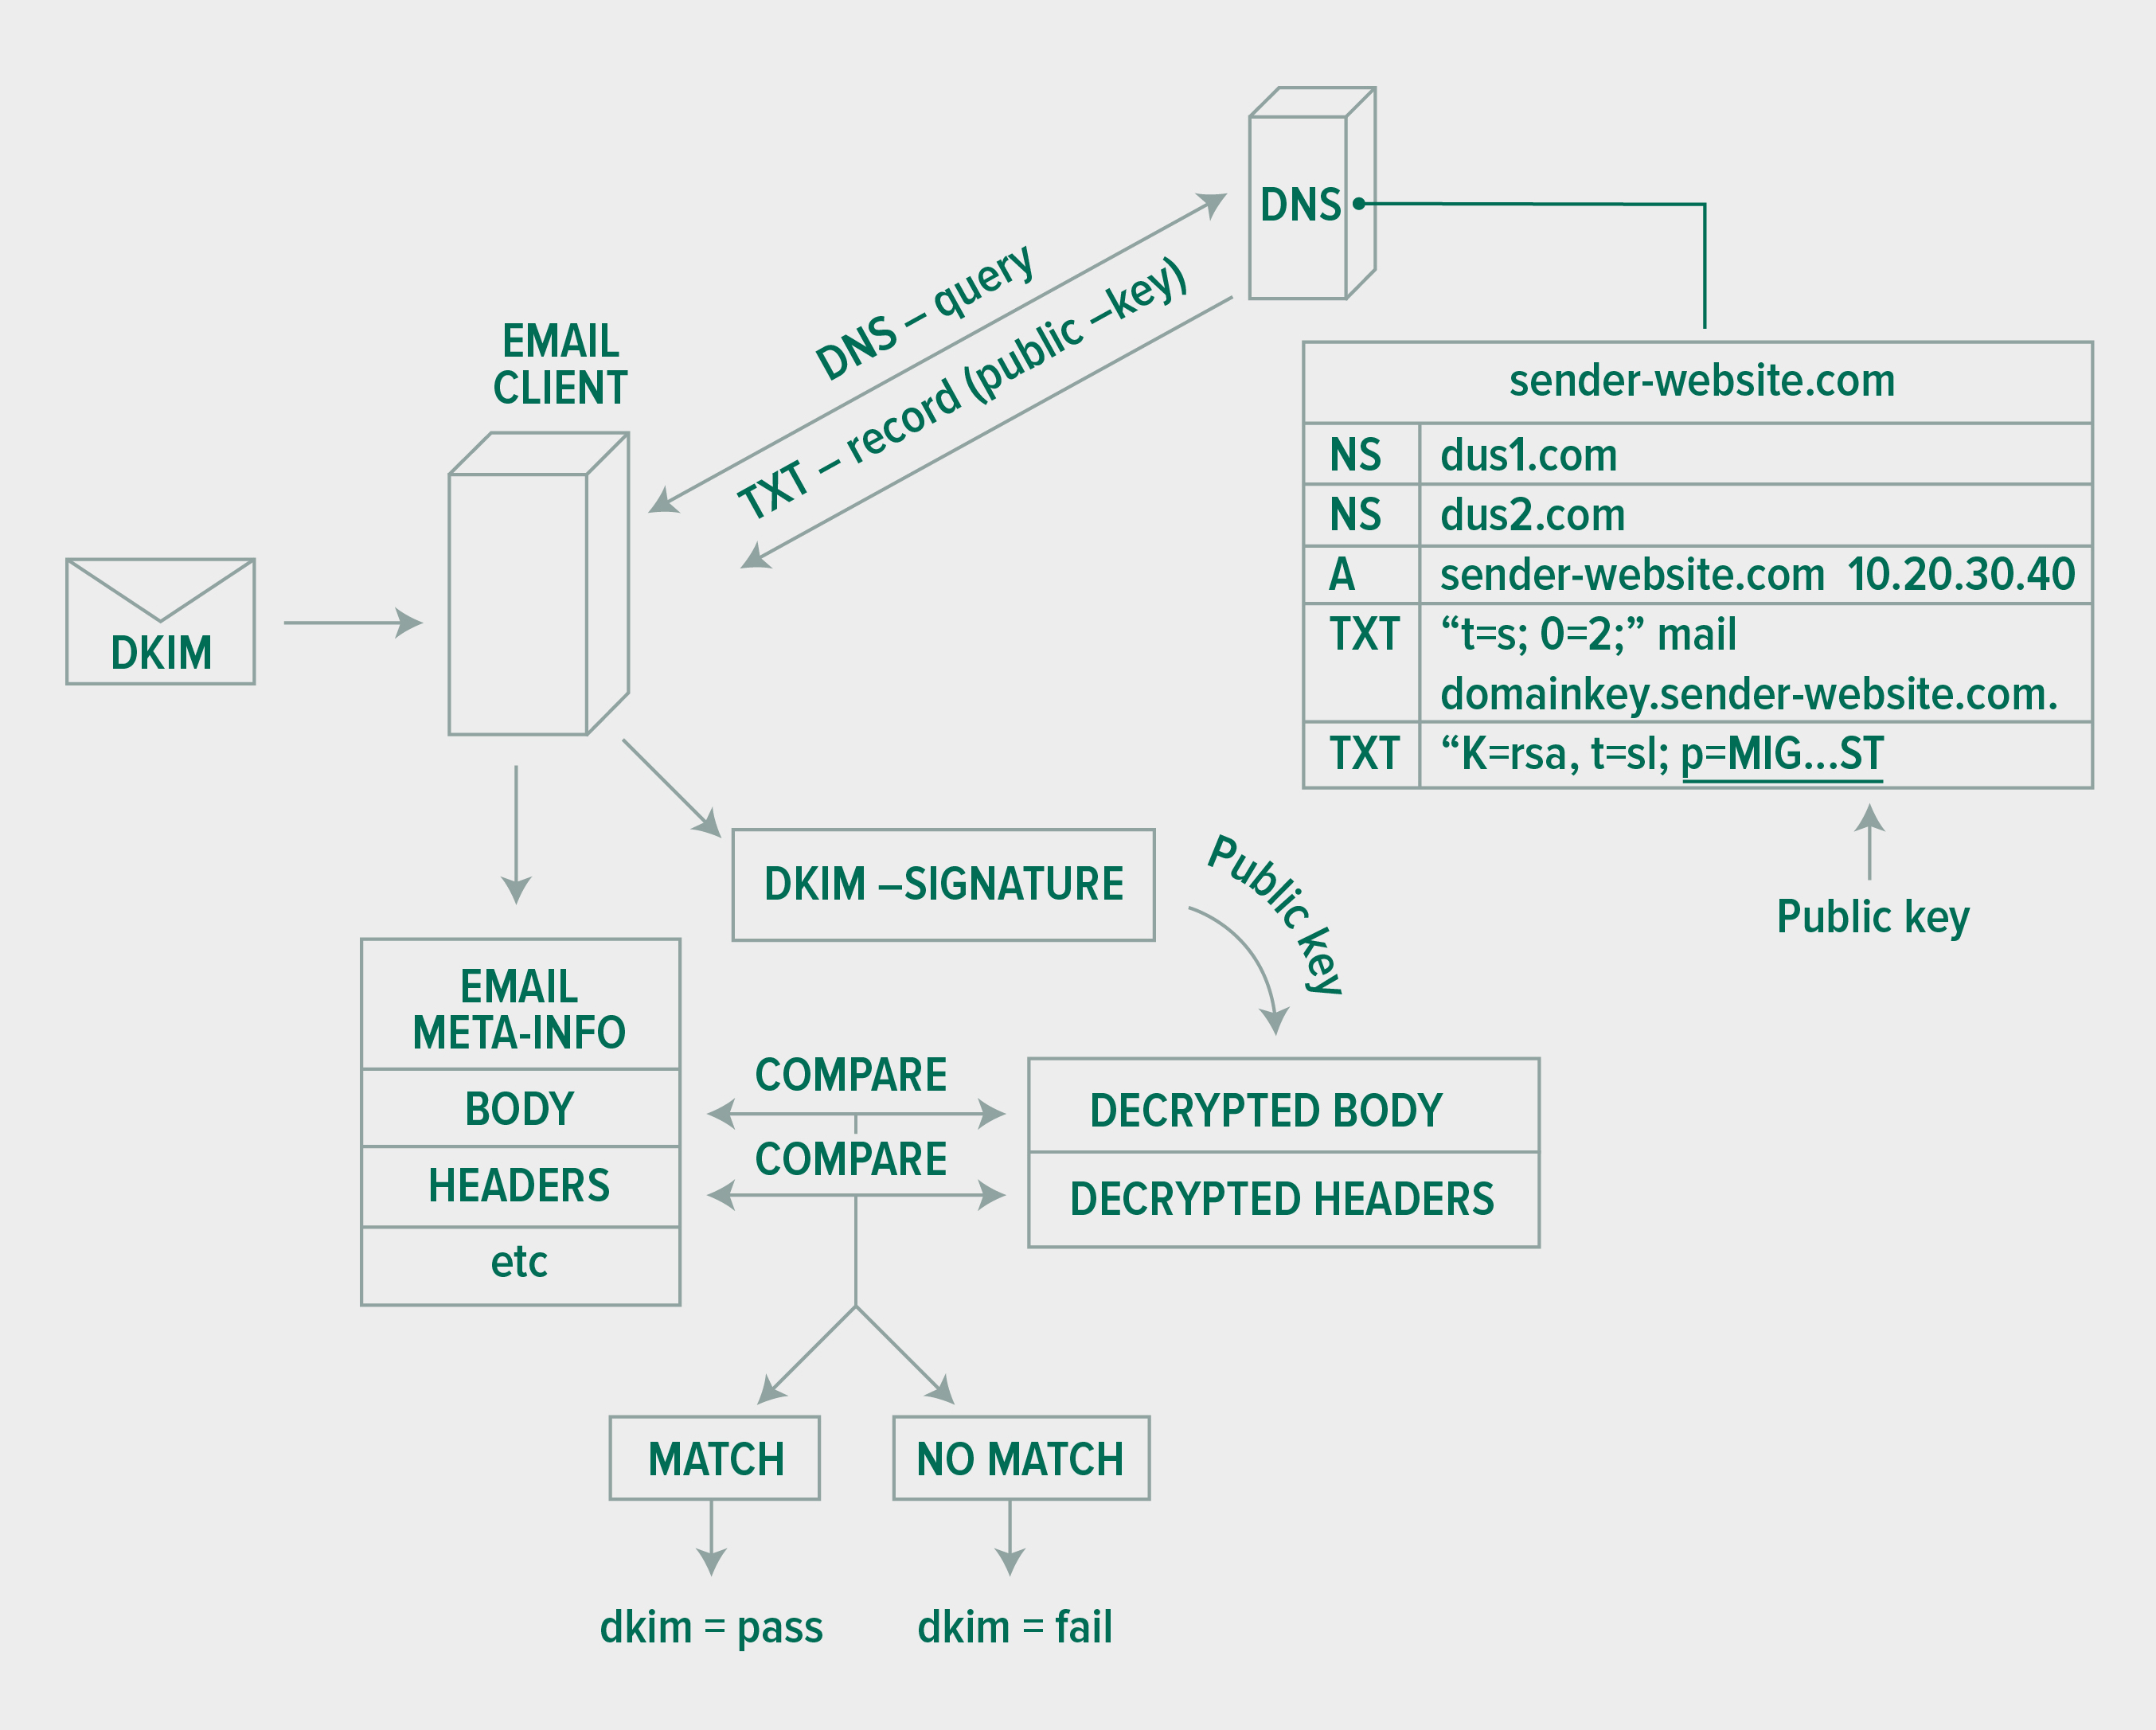 DNS
DNS – query
TXT – record (public –key)
EMAIL
CLIENT
DKIM
sender-website.com
NS dus1.com
NS dus2.com
A sender-website.com 10.20.30.40
TXT “t=s; 0=2;” mail
domainkey.sender-website.com.
TXT “K=rsa, t=sl; p=MIG...ST
Public key
DKIM –SIGNATURE
Public key
EMAIL
META-INFO
BODY
HEADERS
etc
COMPARE
COMPARE
DECRYPTED BODY
DECRYPTED HEADERS
MATCH
NO MATCH
dkim = pass
dkim = fail